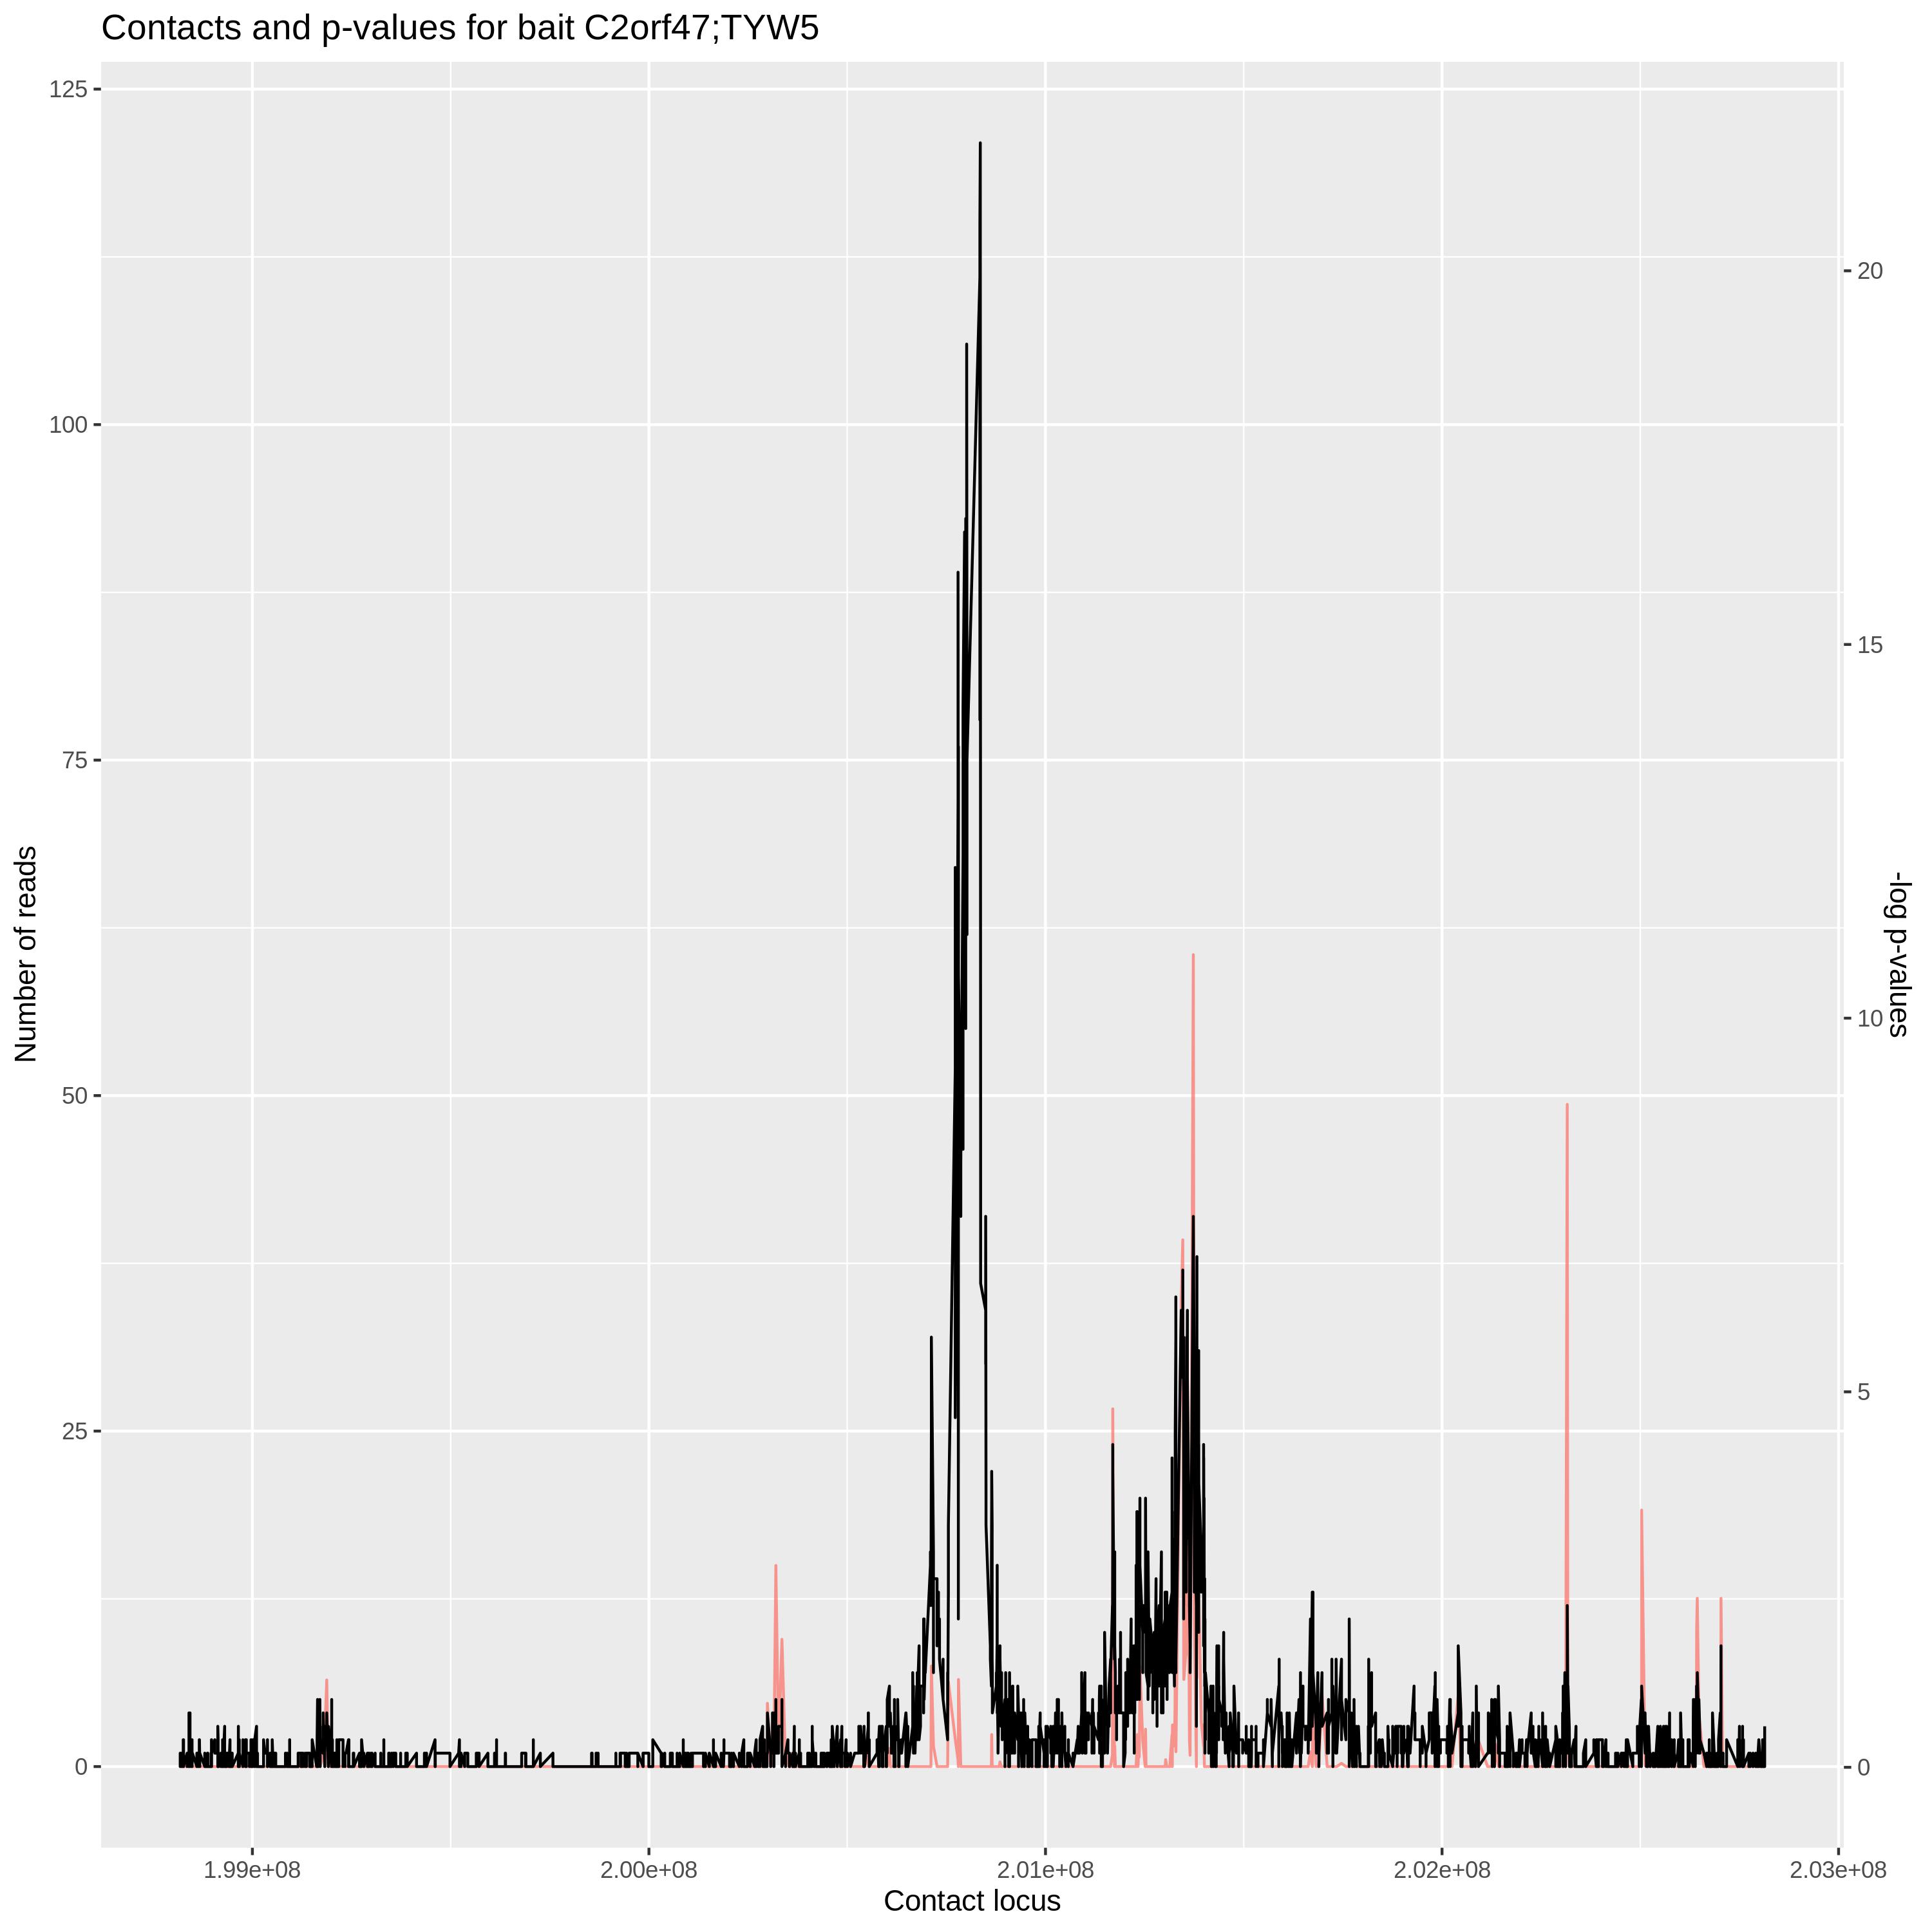 Contacts and p-values for bait C2orf47;TYW5
125
100
75
50
25
0
Number of reads
20
15
10
5
0
-log p-values
1.99e+08
2.00e+08
2.01e+08
2.02e+08
2.03e+08
Contact locus